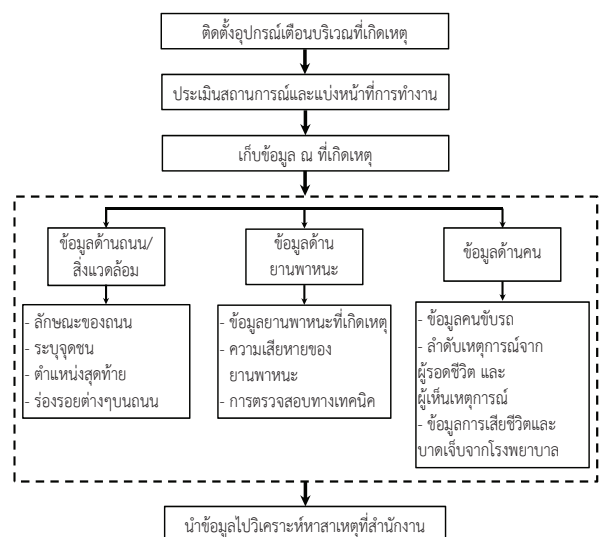 ติดตั้งอุปกรณ์เตือนบริเวณที่เกิดเหตุ
ประเมินสถานการณ์และแบ่งหน้าที่การทำงาน
เก็บข้อมูล ณ ที่เกิดเหตุ
ข้อมูลด้านถนน/
สิ่งแวดล้อม
- ลักษณะของถนน
- ระบุจุดชน
- ตำแหน่งสุดท้าย
- ร่องรอยต่างๆบนถนน
ข้อมูลด้าน
ยานพาหนะ
- ข้อมูลยานพาหนะที่เกิดเหตุ
- ความเสียหายของ
ยานพาหนะ
- การตรวจสอบทางเทคนิค
ข้อมูลด้านคน
- ข้อมูลคนขับรถ
- ลำดับเหตุการณ์จาก
ผู้รอดชีวิต และ
ผู้เห็นเหตุการณ์
- ข้อมูลการเสียชีวิตและ
บาดเจ็บจากโรงพยาบาล
นำข้อมูลไปวิเคราะห์หาสาเหตุที่สำนักงาน